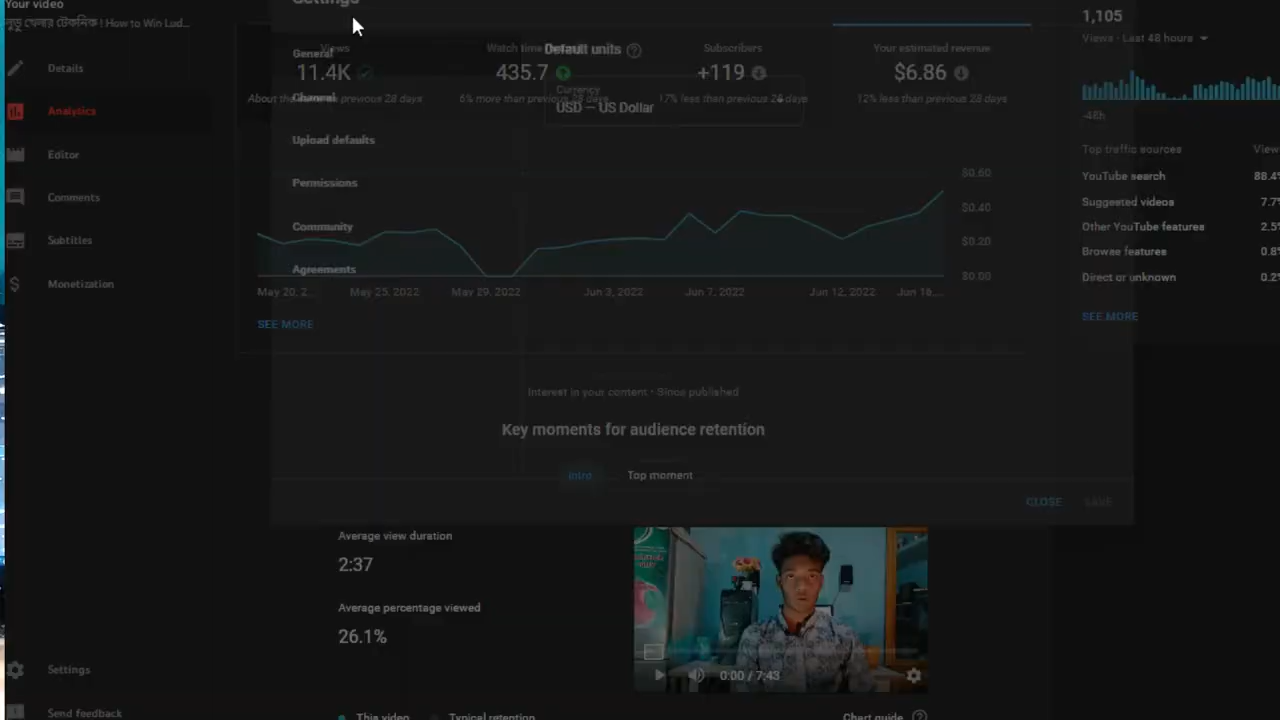 Your video
লুডু খেলার টেকনিক ! How to Win Lud...
Details
Analytics
Editor
Comments
Subtitles
Monetization
Settings
Send feedback
Settings
General
Channel
Upload defaults
Permissions
Community
Agreements
Default units
Currency
USD — US Dollar
CLOSE
SAVE
Views
11.4K
About the previous 28 days
Watch time
435.7
6% more than previous 28 days
Subscribers
+119
17% less than previous 28 days
Your estimated revenue
$6.86
12% less than previous 28 days
$0.60
$0.40
$0.20
$0.00
May 20, 2...
May 25, 2022
May 29, 2022
Jun 3, 2022
Jun 7, 2022
Jun 12, 2022
Jun 16,...
SEE MORE
Interest in your content • Since published
Key moments for audience retention
Intro
Top moment
Average view duration
2:37
Average percentage viewed
26.1%
0:00 / 7:43
This video
Typical retention
Chart guide
1,105
Views · Last 48 hours
-48h
Top traffic sources
View
YouTube search
88.4%
Suggested videos
7.7%
Other YouTube features
2.5%
Browse features
0.8%
Direct or unknown
0.2%
SEE MORE